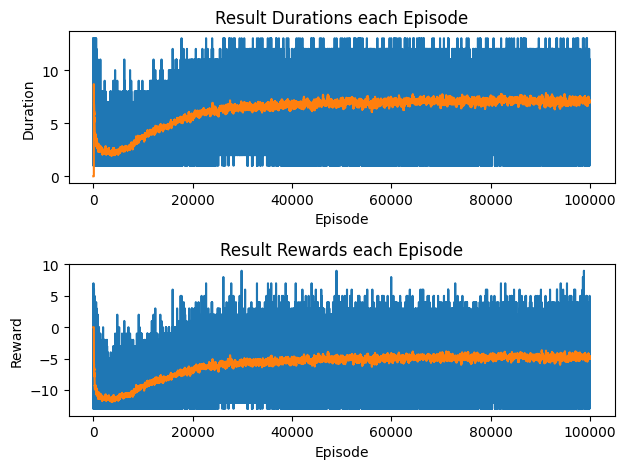 Result Durations each Episode
Duration
10
5
0
0 20000 40000 60000 80000 100000
Episode
Result Rewards each Episode
Reward
10
5
0
−5
−10
0 20000 40000 60000 80000 100000
Episode